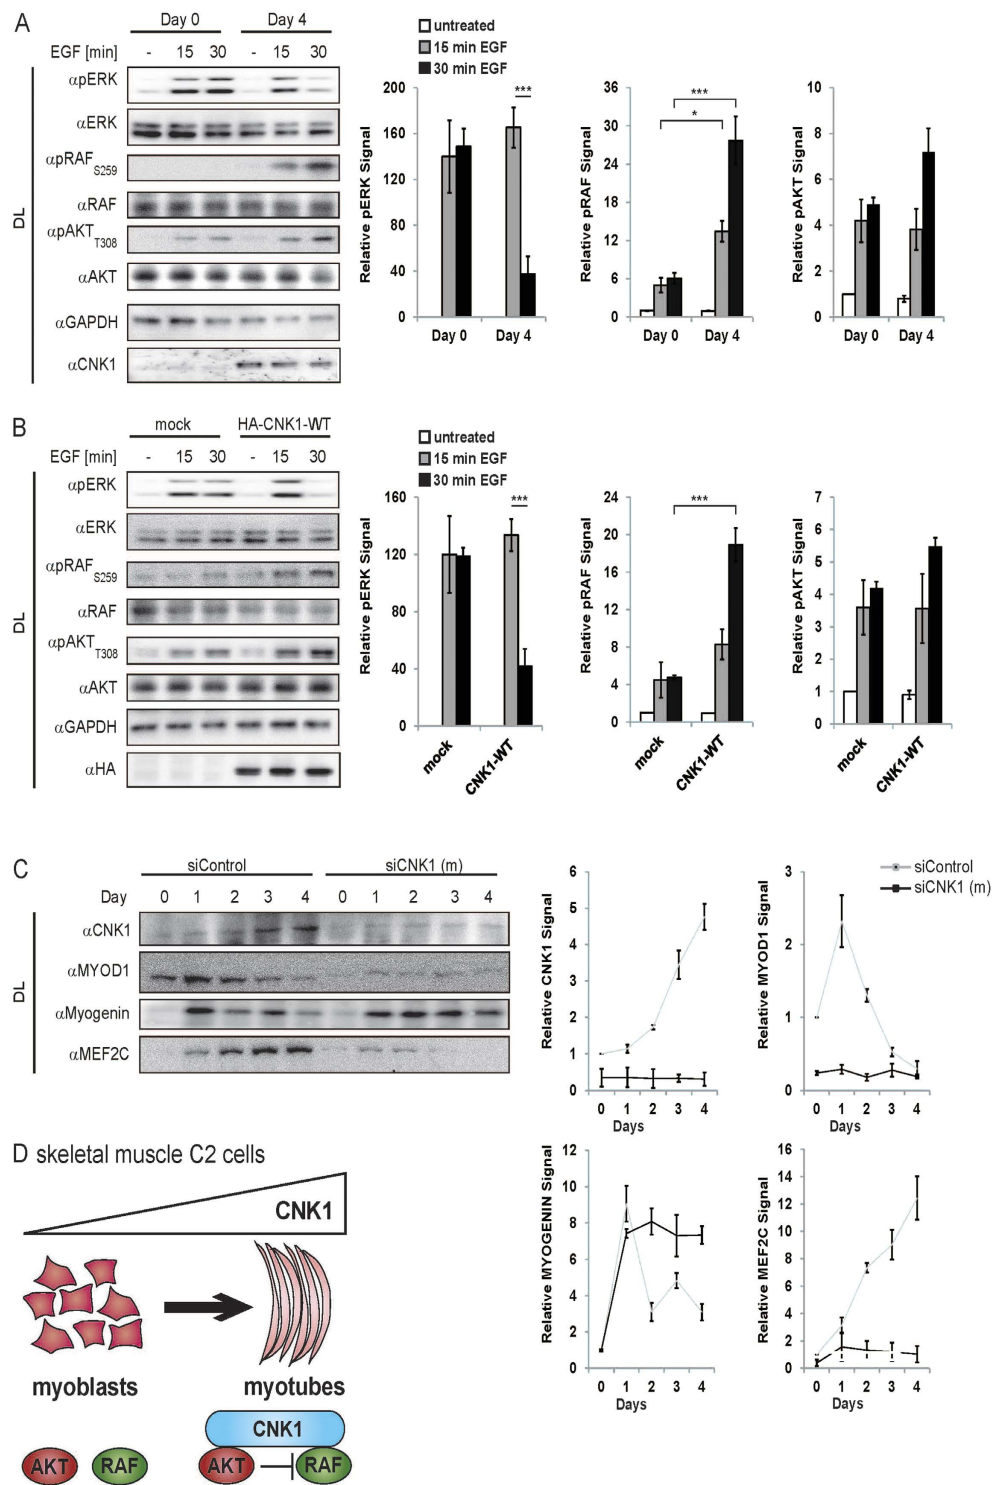 A
Day 0 Day 4
EGF [min] - 15 30 - 15 30
αpERK
αERK
αpRAF S259
αRAF
αpAKT T308
αAKT
αGAPDH
αCNK1
DL
untreated
15 min EGF
30 min EGF
Relative pERK Signal
200
160
120
80
40
0
***
Day 0 Day 4
Relative pRAF Signal
36
30
24
18
12
6
0
***
*
Day 0 Day 4
Relative pAKT Signal
10
8
6
4
2
0
Day 0 Day 4
B
mock HA-CNK1-WT
EGF [min] - 15 30 - 15 30
αpERK
αERK
αpRAF S259
αRAF
αpAKT T308
αAKT
αGAPDH
αHA
DL
untreated
15 min EGF
30 min EGF
Relative pERK Signal
160
120
80
40
0
***
mock CNK1-WT
Relative pRAF Signal
24
20
16
12
8
4
0
***
mock CNK1-WT
Relative pAKT Signal
7
6
5
4
3
2
1
0
mock CNK1-WT
C
siControl siCNK1 (m)
Day 0 1 2 3 4 0 1 2 3 4
αCNK1
αMYOD1
αMyogenin
αMEF2C
DL
Relative CNK1 Signal
6
5
4
3
2
1
0
0 1 2 3 4
Days
Relative MYOD1 Signal
3
2
1
0
0 1 2 3 4
Days
siControl
siCNK1 (m)
Relative MYOGENIN Signal
12
10
8
6
4
2
0
0 1 2 3 4
Days
Relative MEF2C Signal
16
14
12
10
8
6
4
2
0
0 1 2 3 4
Days
D skeletal muscle C2 cells
CNK1
myoblasts myotubes
CNK1
AKT RAF AKT RAF